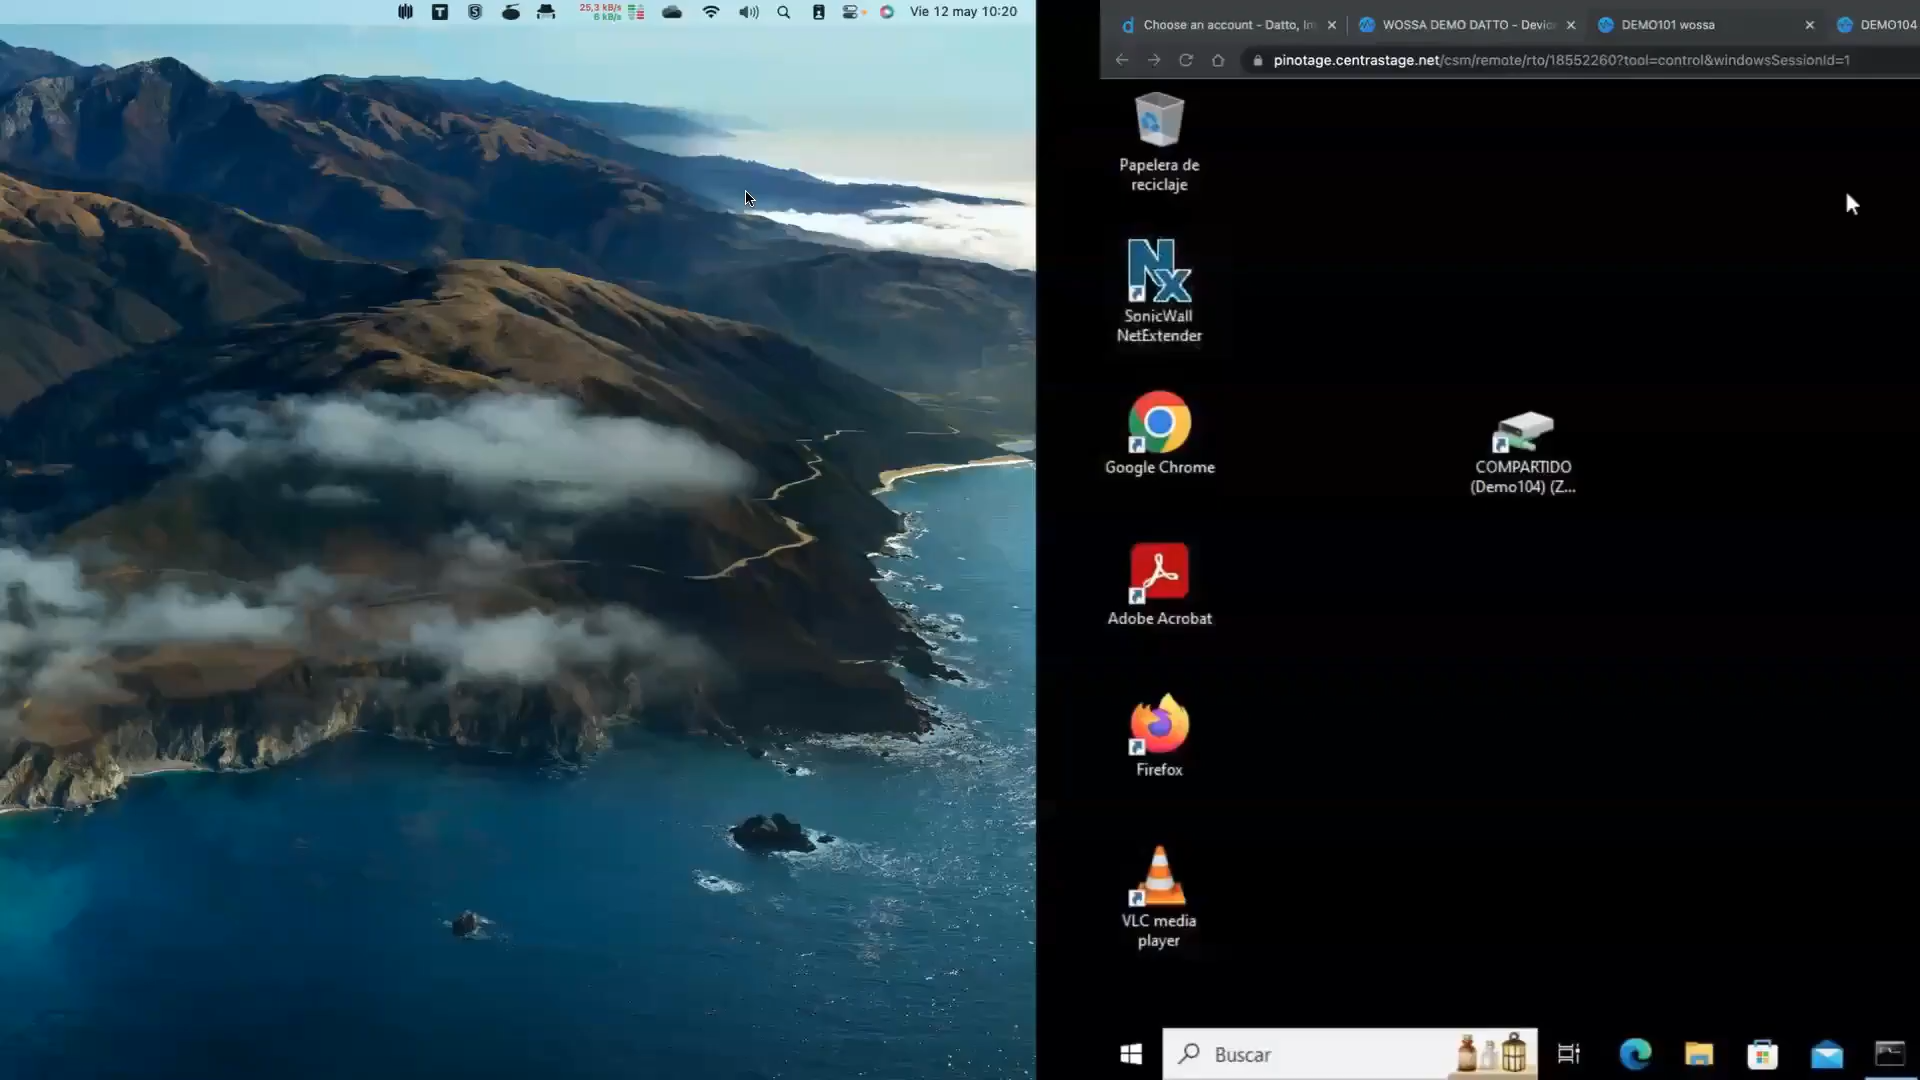 25,3 kB/s
6 kB/s
Vie 12 may 10:20
Choose an account - Datto, In
WOSSA DEMO DATTO - Devic
DEMO101 wossa
DEMO104
pinotage.centrastage.net/csm/remote/rto/18552260?tool=control&windowsSessionId=1
Papelera de
reciclaje
Nx
SonicWall
NetExtender
Google Chrome
COMPARTIDO
(Demo104) (Z...
Adobe Acrobat
Firefox
VLC media
player
Buscar